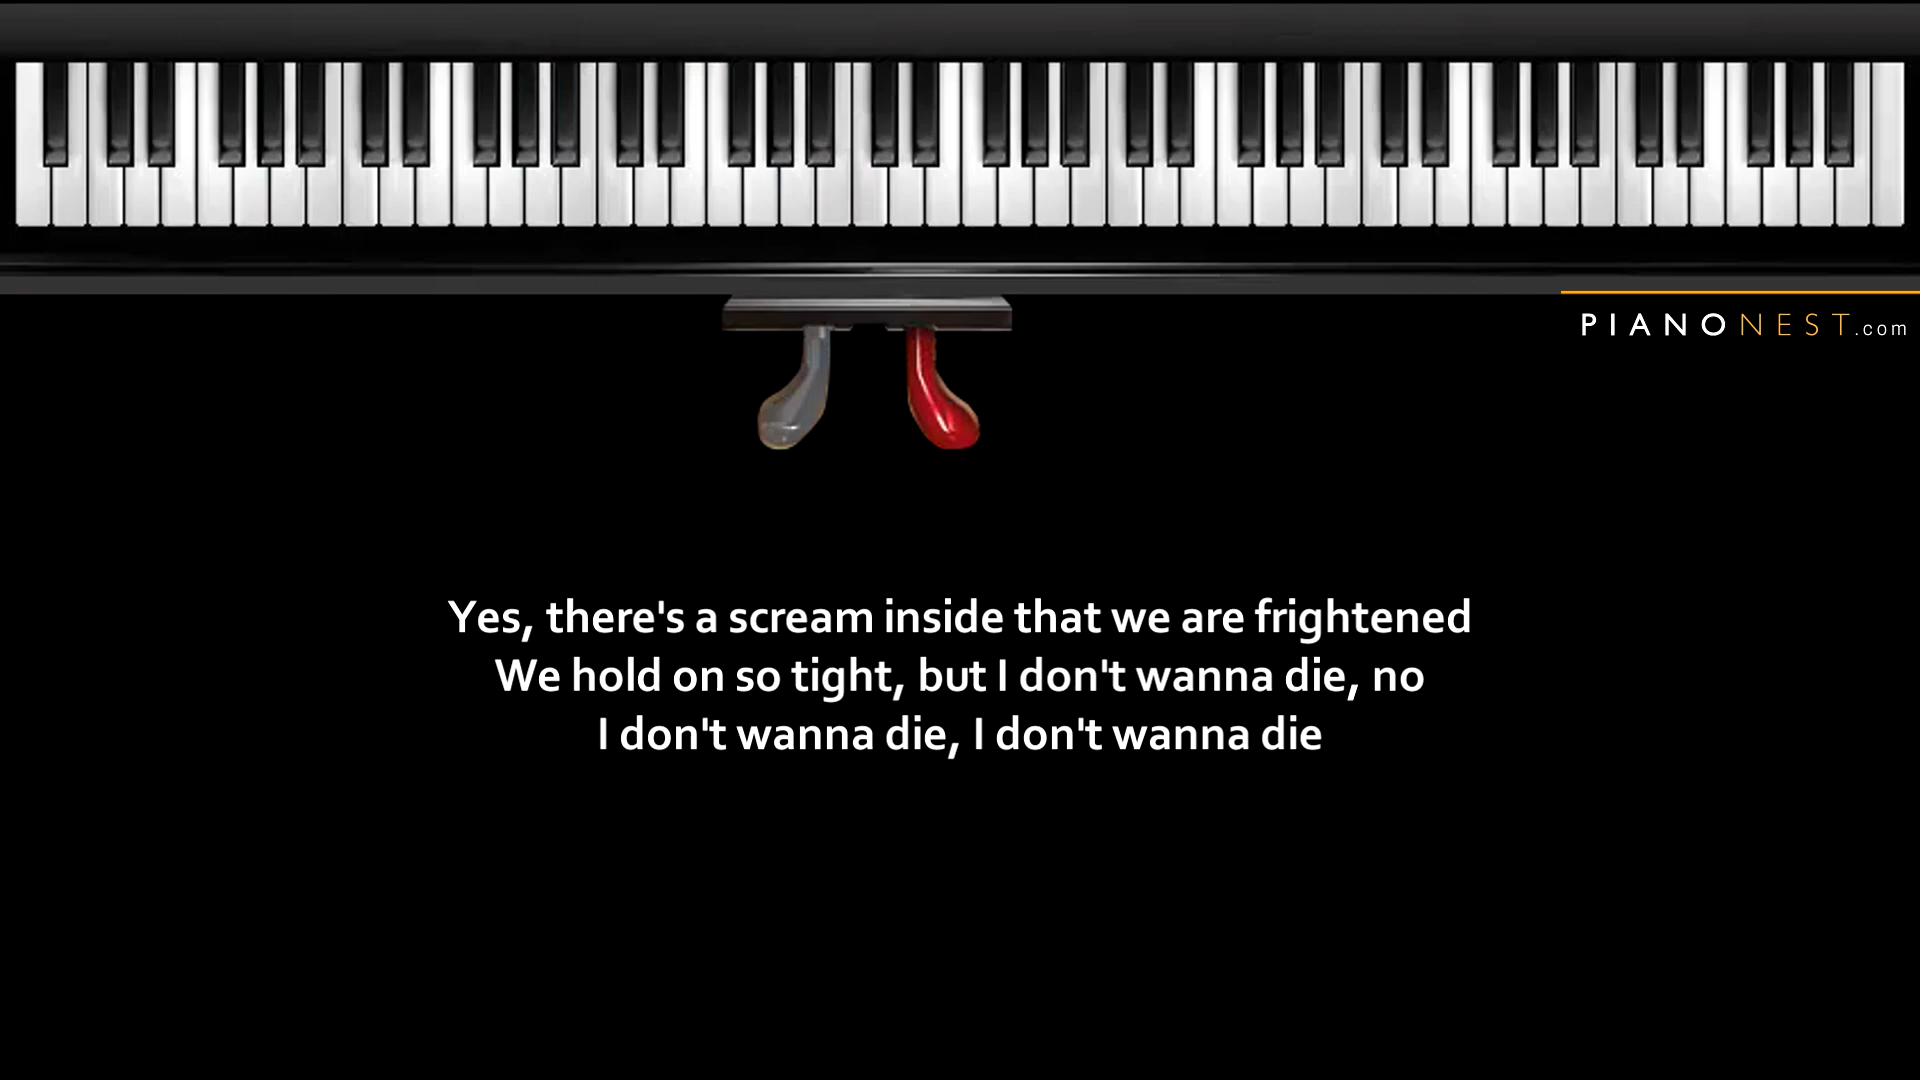 PIANONEST.com
Yes, there's a scream inside that we are frightened
We hold on so tight, but I don't wanna die, no
I don't wanna die, I don't wanna die